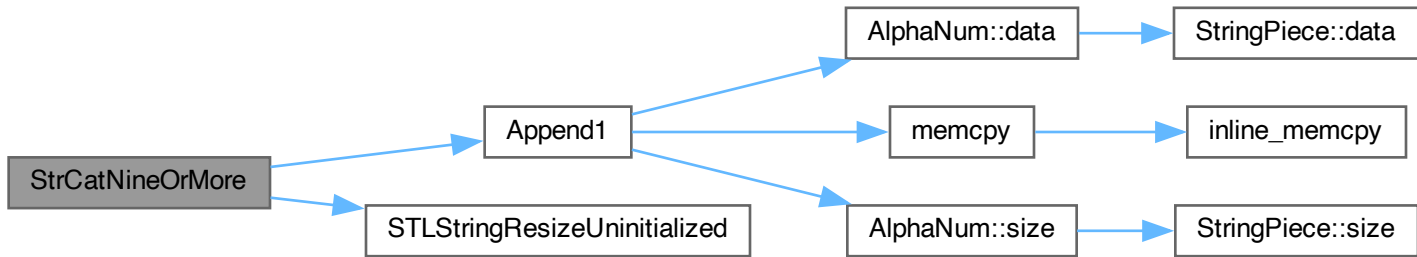 StrCatNineOrMore
Append1
STLStringResizeUninitialized
AlphaNum::data
memcpy
AlphaNum::size
StringPiece::data
inline_memcpy
StringPiece::size